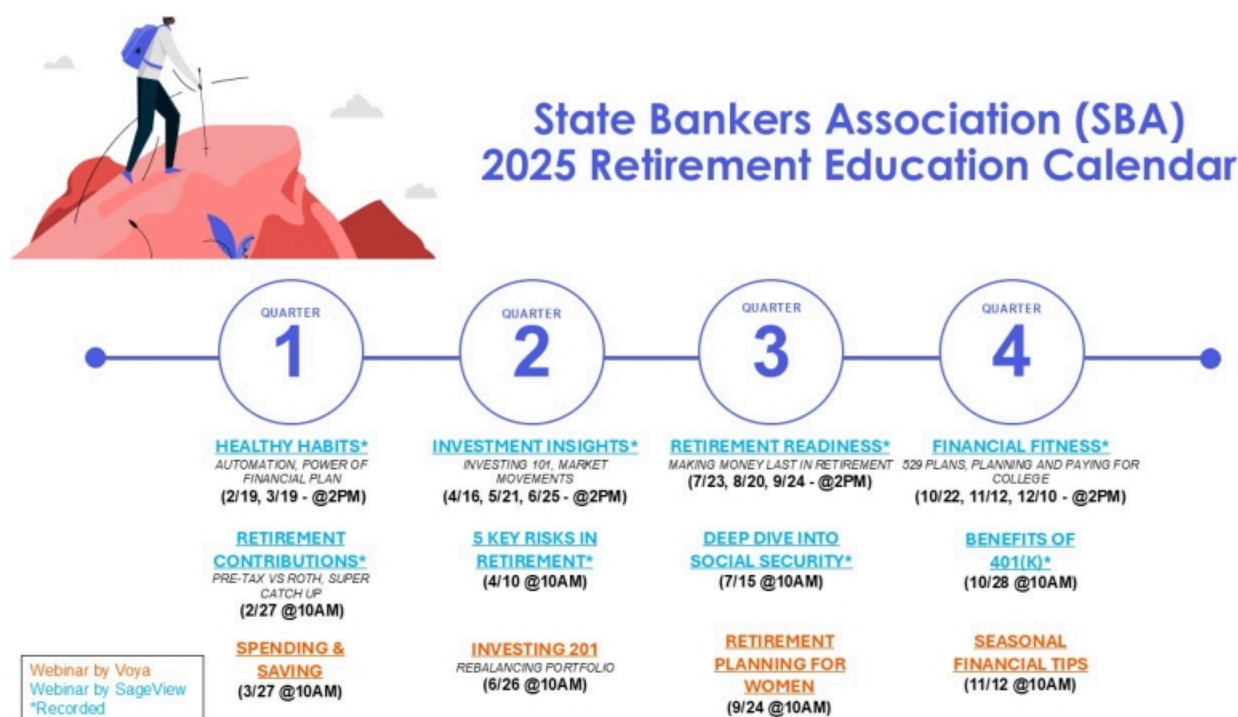 State Bankers Association (SBA)
2025 Retirement Education Calendar
QUARTER
1
QUARTER
2
QUARTER
3
QUARTER
4
HEALTHY HABITS*
AUTOMATION, POWER OF
FINANCIAL PLAN
(2/19, 3/19 - @2PM)
RETIREMENT
CONTRIBUTIONS*
PRE-TAX VS ROTH, SUPER
CATCH UP
(2/27 @10AM)
SPENDING &
SAVING
(3/27 @10AM)
INVESTMENT INSIGHTS*
INVESTING 101, MARKET
MOVEMENTS
(4/16, 5/21, 6/25 - @2PM)
5 KEY RISKS IN
RETIREMENT*
(4/10 @10AM)
INVESTING 201
REBALANCING PORTFOLIO
(6/26 @10AM)
RETIREMENT READINESS*
MAKING MONEY LAST IN RETIREMENT
(7/23, 8/20, 9/24 - @2PM)
DEEP DIVE INTO
SOCIAL SECURITY*
(7/15 @10AM)
RETIREMENT
PLANNING FOR
WOMEN
(9/24 @10AM)
FINANCIAL FITNESS*
529 PLANS, PLANNING AND PAYING FOR
COLLEGE
(10/22, 11/12, 12/10 - @2PM)
BENEFITS OF
401(K)*
(10/28 @10AM)
SEASONAL
FINANCIAL TIPS
(11/12 @10AM)
Webinar by Voya
Webinar by SageView
*Recorded